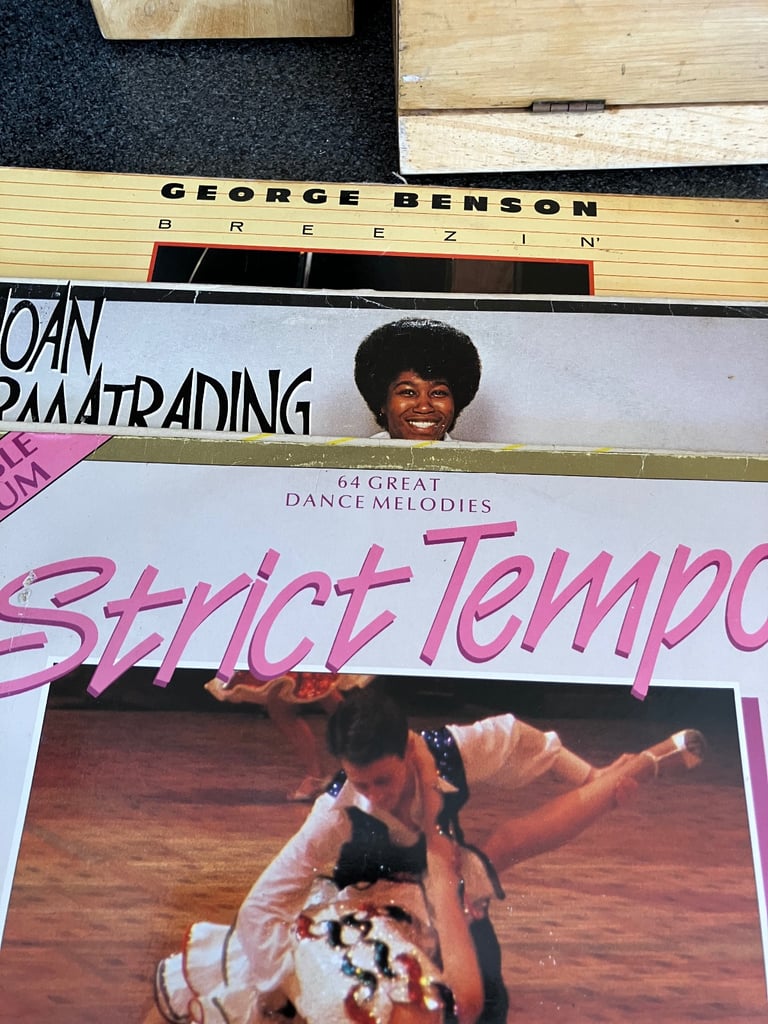 GEORGE BENSON
BREEZIN'
JOAN
ARMATRADING
64 GREAT
DANCE MELODIES
Strict Tempo